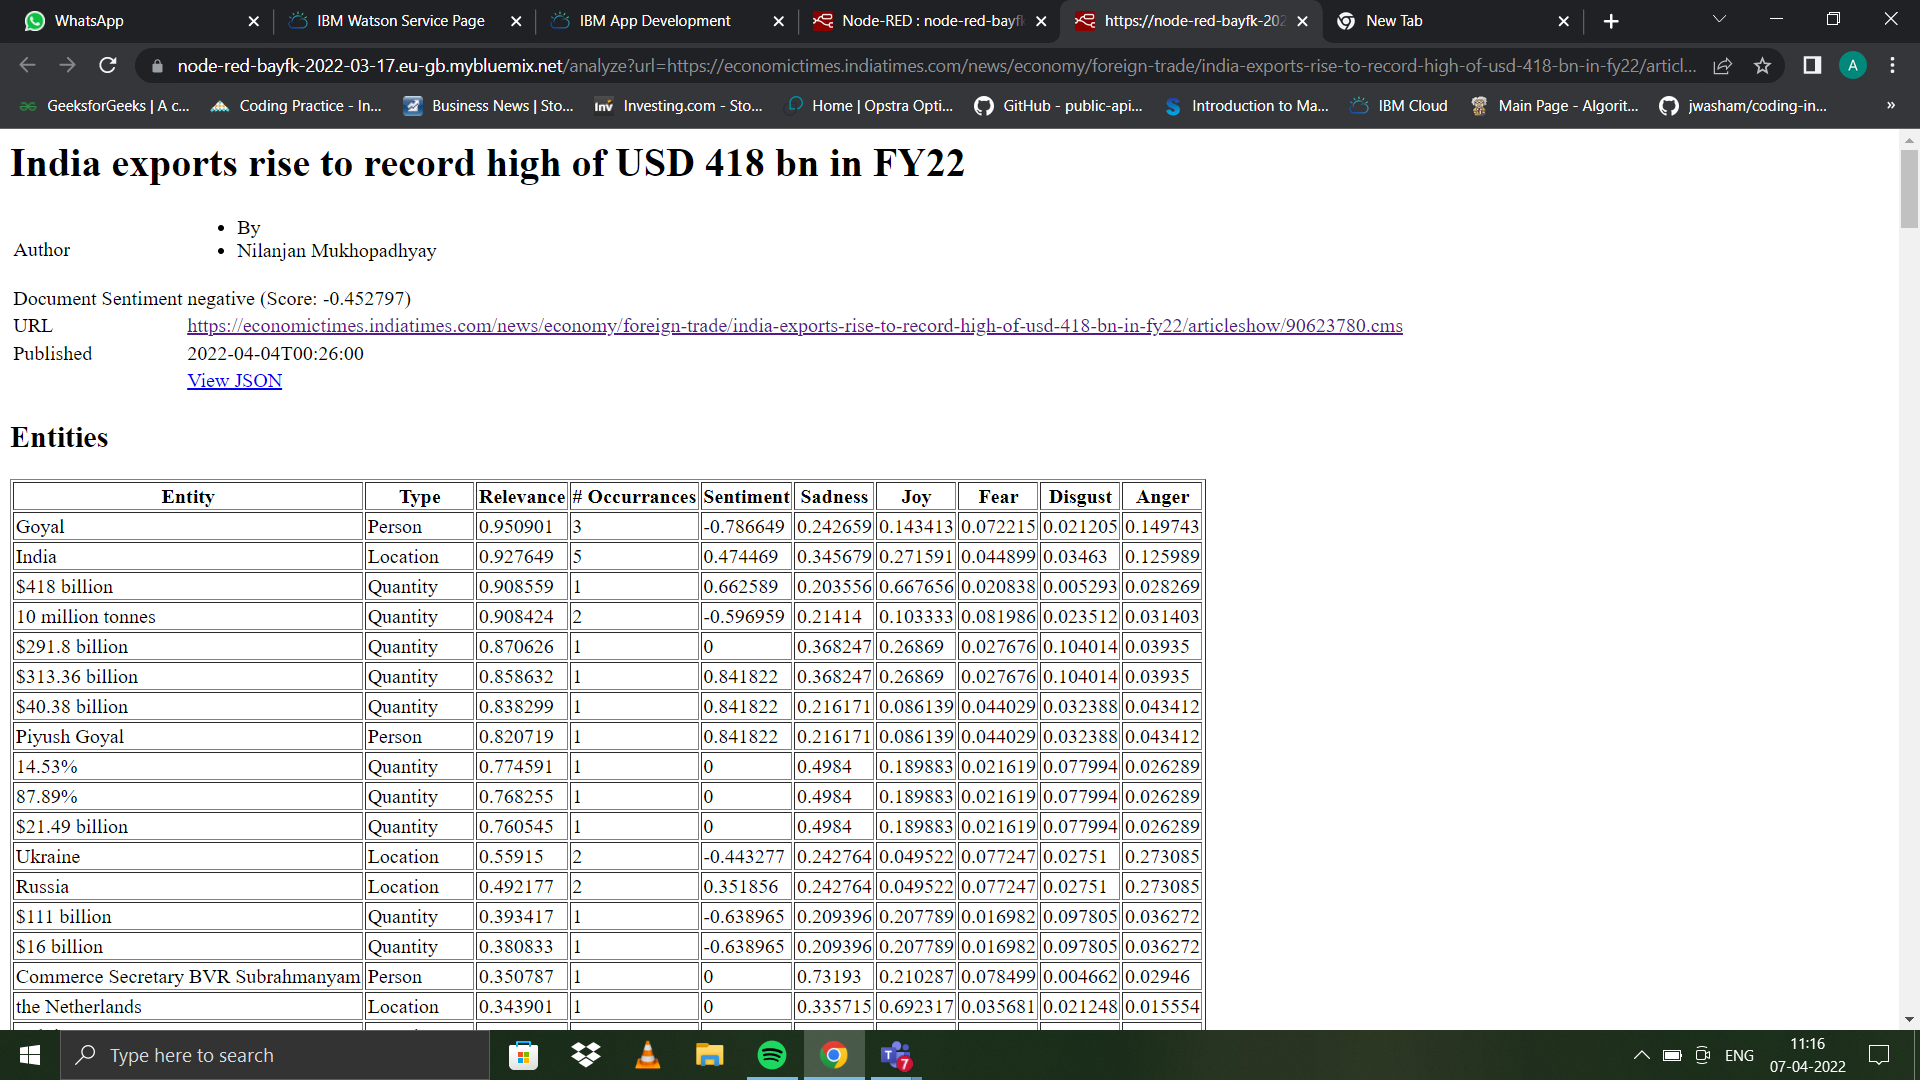 WhatsApp
IBM Watson Service Page
IBM App Development
Node-RED : node-red-bayfk
https://node-red-bayfk-202
New Tab
node-red-bayfk-2022-03-17.eu-gb.mybluemix.net/analyze?url=https://economictimes.indiatimes.com/news/economy/foreign-trade/india-exports-rise-to-record-high-of-usd-418-bn-in-fy22/articl...
A
GeeksforGeeks | A c...
Coding Practice - In...
Business News | Sto...
Inv Investing.com - Sto...
Home | Opstra Opti...
GitHub - public-api...
Introduction to Ma...
IBM Cloud
Main Page - Algorit...
jwasham/coding-in...
»
India exports rise to record high of USD 418 bn in FY22
• By
Author • Nilanjan Mukhopadhyay
Document Sentiment negative (Score: -0.452797)
URL https://economictimes.indiatimes.com/news/economy/foreign-trade/india-exports-rise-to-record-high-of-usd-418-bn-in-fy22/articleshow/90623780.cms
Published 2022-04-04T00:26:00
View JSON
Entities
Entity Type Relevance # Occurrances Sentiment Sadness Joy Fear Disgust Anger
Goyal Person 0.950901 3 -0.786649 0.242659 0.143413 0.072215 0.021205 0.149743
India Location 0.927649 5 0.474469 0.345679 0.271591 0.044899 0.03463 0.125989
$418 billion Quantity 0.908559 1 0.662589 0.203556 0.667656 0.020838 0.005293 0.028269
10 million tonnes Quantity 0.908424 2 -0.596959 0.21414 0.103333 0.081986 0.023512 0.031403
$291.8 billion Quantity 0.870626 1 0 0.368247 0.26869 0.027676 0.104014 0.03935
$313.36 billion Quantity 0.858632 1 0.841822 0.368247 0.26869 0.027676 0.104014 0.03935
$40.38 billion Quantity 0.838299 1 0.841822 0.216171 0.086139 0.044029 0.032388 0.043412
Piyush Goyal Person 0.820719 1 0.841822 0.216171 0.086139 0.044029 0.032388 0.043412
14.53% Quantity 0.774591 1 0 0.4984 0.189883 0.021619 0.077994 0.026289
87.89% Quantity 0.768255 1 0 0.4984 0.189883 0.021619 0.077994 0.026289
$21.49 billion Quantity 0.760545 1 0 0.4984 0.189883 0.021619 0.077994 0.026289
Ukraine Location 0.55915 2 -0.443277 0.242764 0.049522 0.077247 0.02751 0.273085
Russia Location 0.492177 2 0.351856 0.242764 0.049522 0.077247 0.02751 0.273085
$111 billion Quantity 0.393417 1 -0.638965 0.209396 0.207789 0.016982 0.097805 0.036272
$16 billion Quantity 0.380833 1 -0.638965 0.209396 0.207789 0.016982 0.097805 0.036272
Commerce Secretary BVR Subrahmanyam Person 0.350787 1 0 0.73193 0.210287 0.078499 0.004662 0.02946
the Netherlands Location 0.343901 1 0 0.335715 0.692317 0.035681 0.021248 0.015554
Type here to search
7
ENG
11:16
07-04-2022